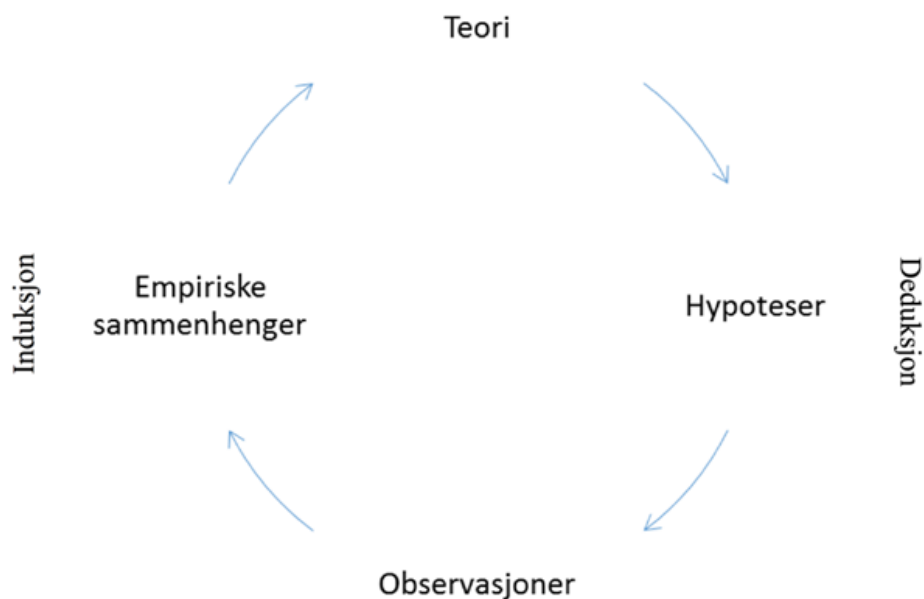 Teori
Induksjon
Empiriske
sammenhenger
Hypoteser
Deduksjon
Observasjoner